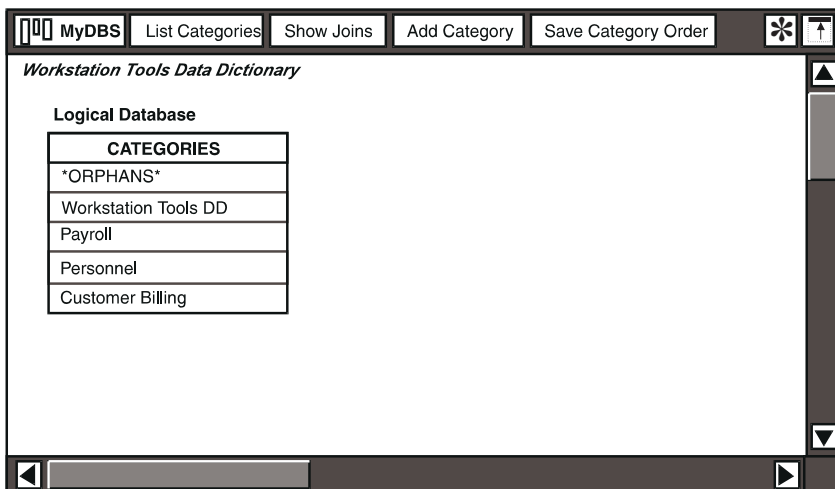 MyDBS List Categories Show Joins Add Category Save Category Order
Workstation Tools Data Dictionary
Logical Database
CATEGORIES
*ORPHANS*
Workstation Tools DD
Payroll
Personnel
Customer Billing